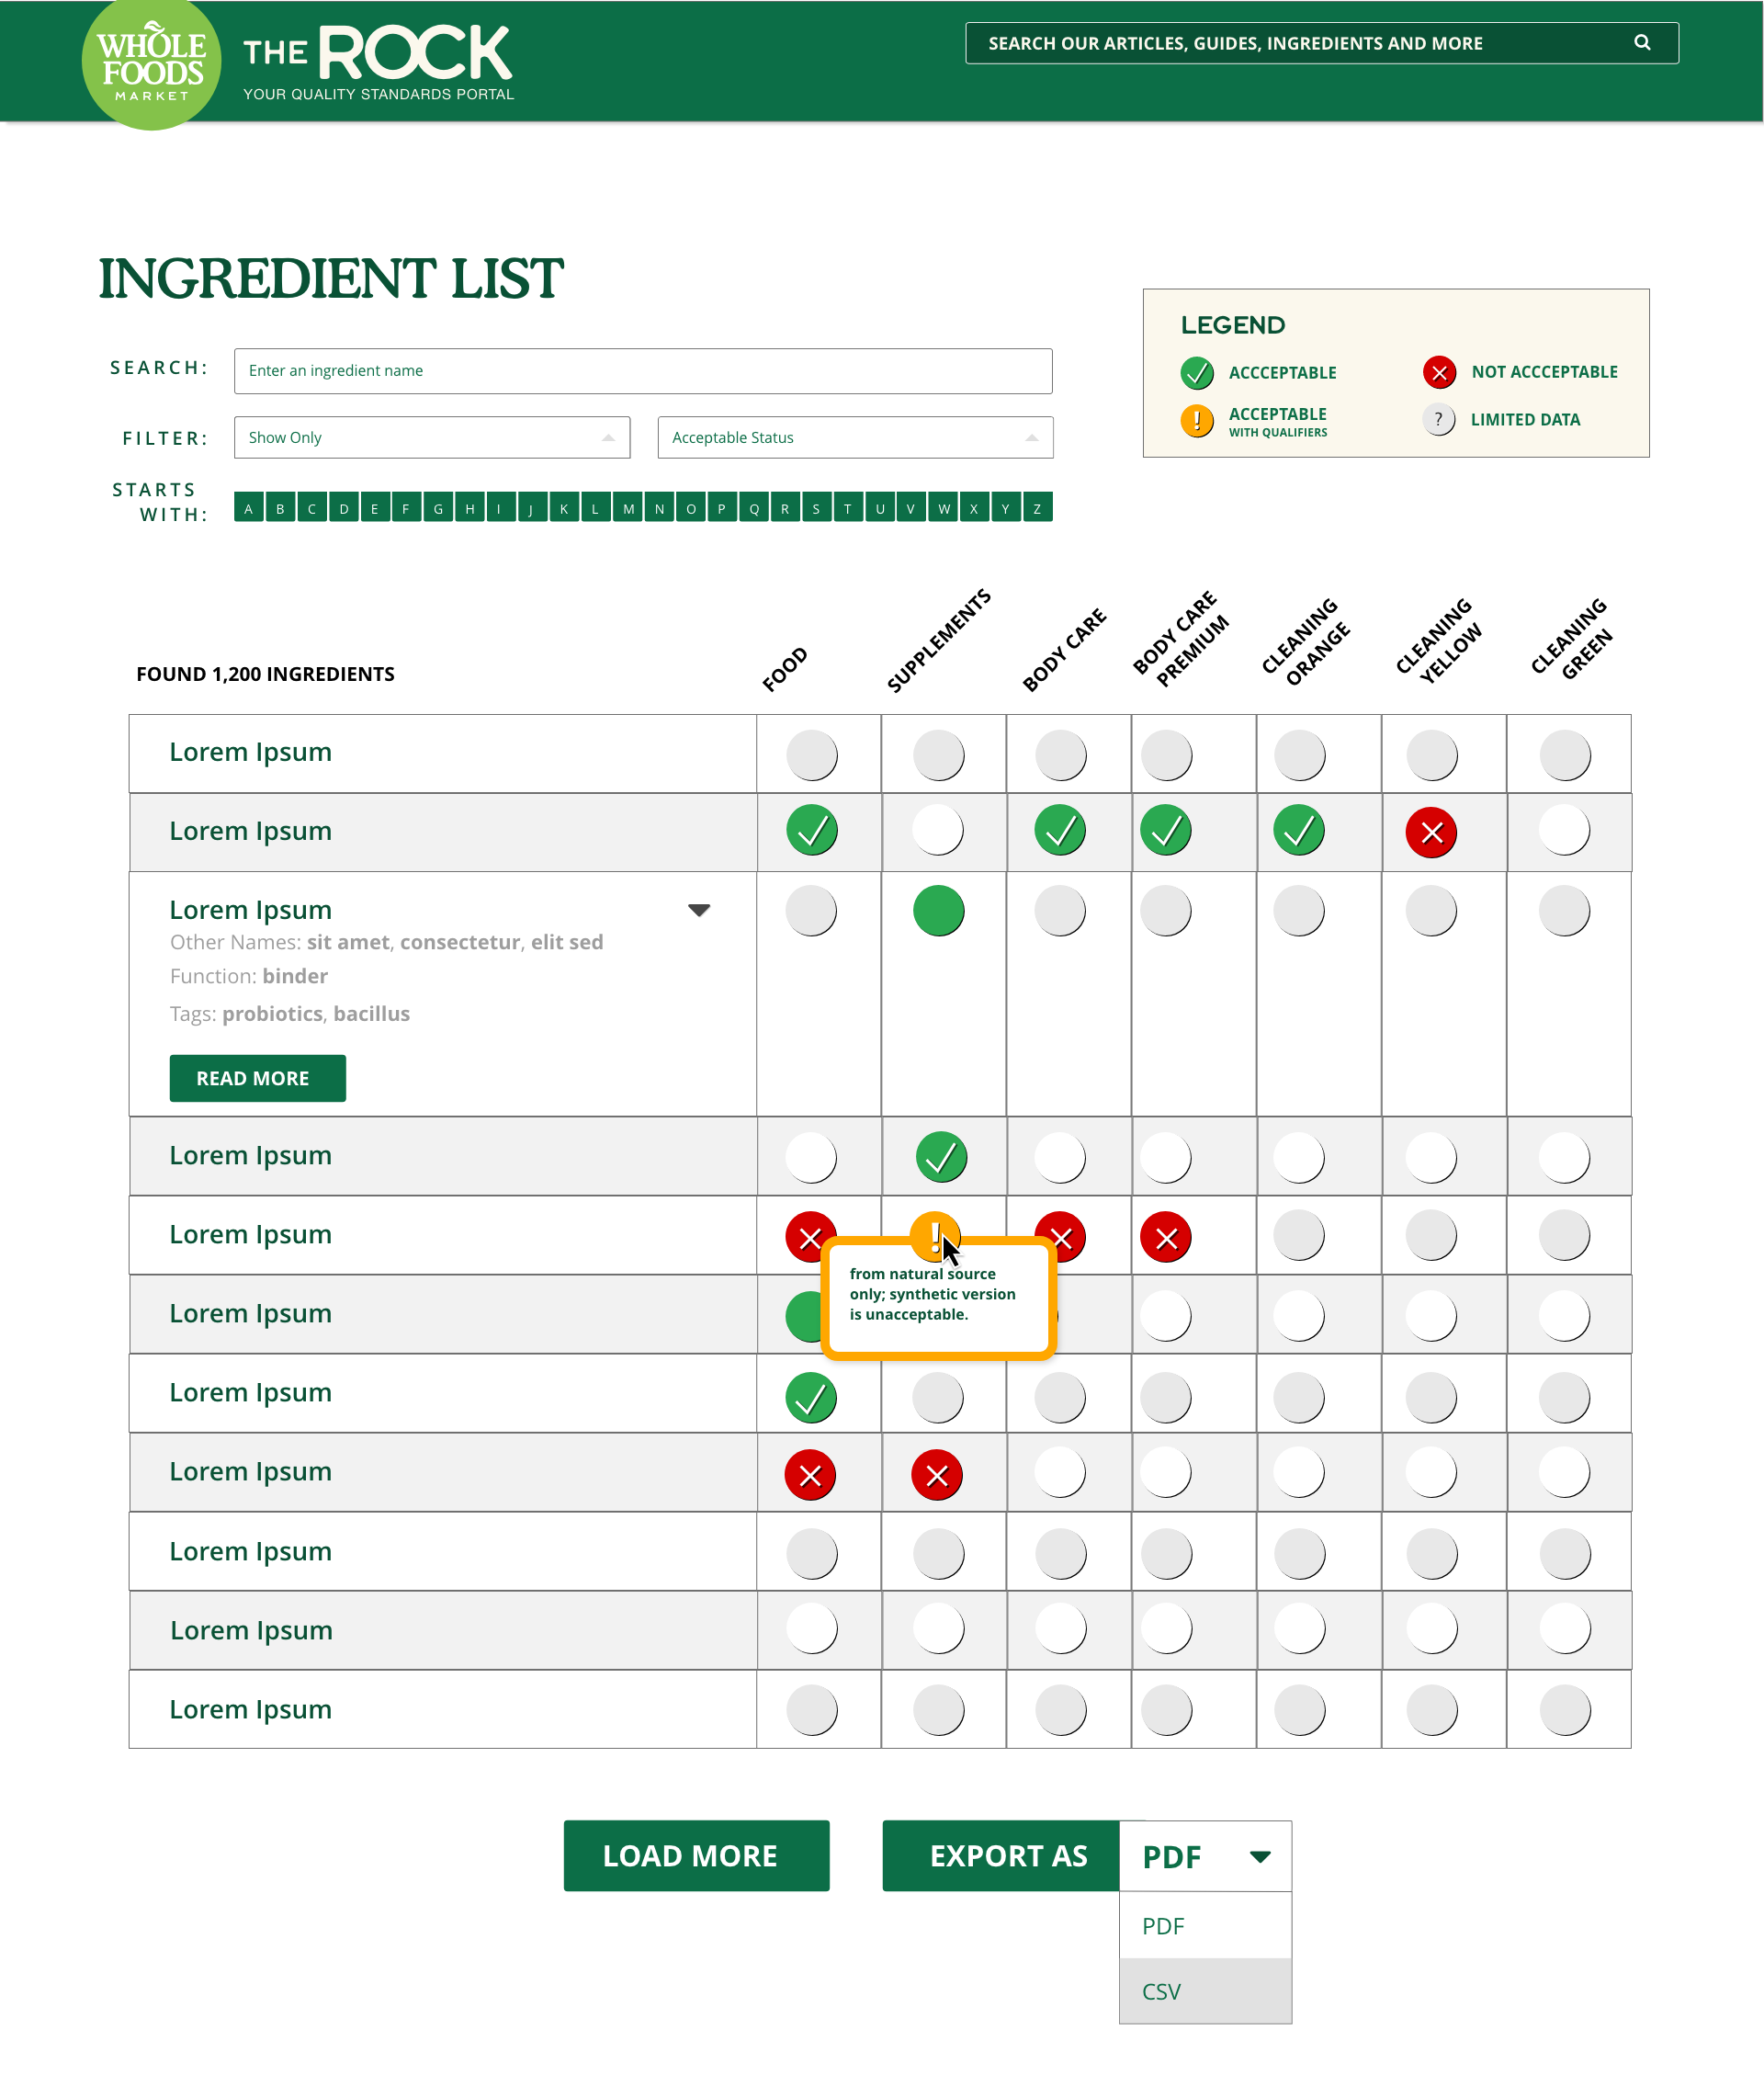 WHOLE
FOODS
MARKET
THE ROCK
YOUR QUALITY STANDARDS PORTAL
SEARCH OUR ARTICLES, GUIDES, INGREDIENTS AND MORE
INGREDIENT LIST
SEARCH:
Enter an ingredient name
FILTER:
Show Only
Acceptable Status
STARTS
WITH:
A B C D E F G H I J K L M N O P Q R S T U V W X Y Z
LEGEND
ACCCEPTABLE
NOT ACCCEPTABLE
ACCEPTABLE
WITH QUALIFIERS
? LIMITED DATA
FOUND 1,200 INGREDIENTS
FOOD
SUPPLEMENTS
BODY CARE
BODY CARE
PREMIUM
CLEANING
ORANGE
CLEANING
YELLOW
CLEANING
GREEN
Lorem Ipsum
Lorem Ipsum
Lorem Ipsum
Other Names: sit amet, consectetur, elit sed
Function: binder
Tags: probiotics, bacillus
READ MORE
Lorem Ipsum
Lorem Ipsum
!
from natural source
only; synthetic version
is unacceptable.
Lorem Ipsum
Lorem Ipsum
Lorem Ipsum
Lorem Ipsum
Lorem Ipsum
Lorem Ipsum
LOAD MORE
EXPORT AS
PDF
PDF
CSV